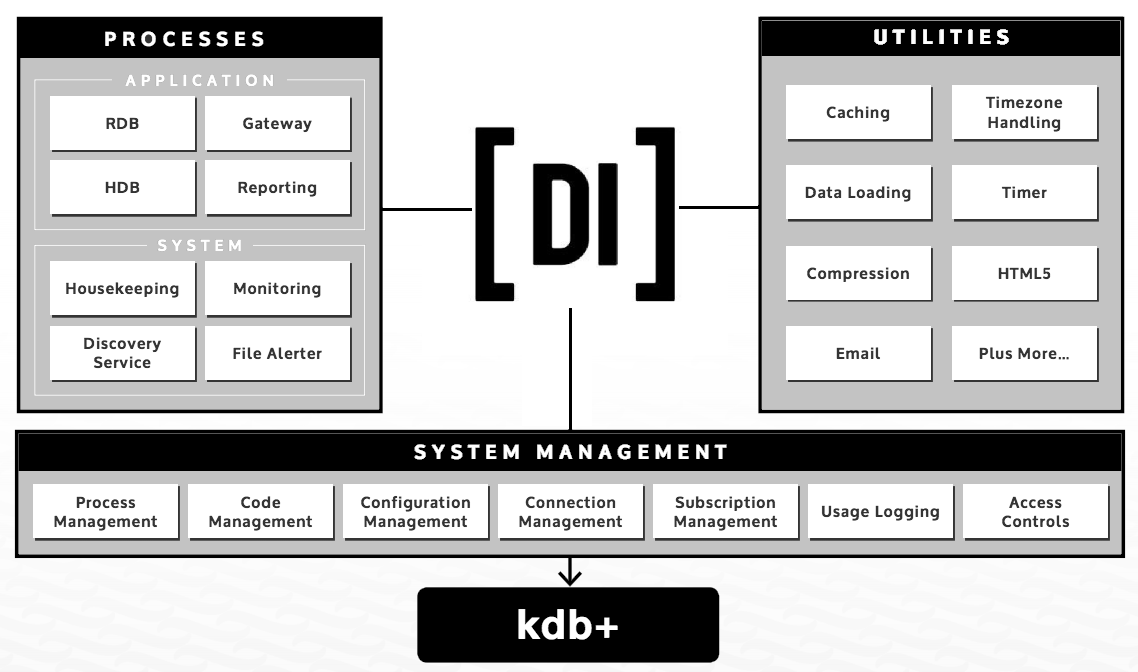 PROCESSES
APPLICATION
RDB
Gateway
HDB
Reporting
SYSTEM
Housekeeping
Monitoring
Discovery
Service
File Alerter
[DI]
UTILITIES
Caching
Timezone
Handling
Data Loading
Timer
Compression
HTML5
Email
Plus More...
SYSTEM MANAGEMENT
Process
Management
Code
Management
Configuration
Management
Connection
Management
Subscription
Management
Usage Logging
Access
Controls
kdb+